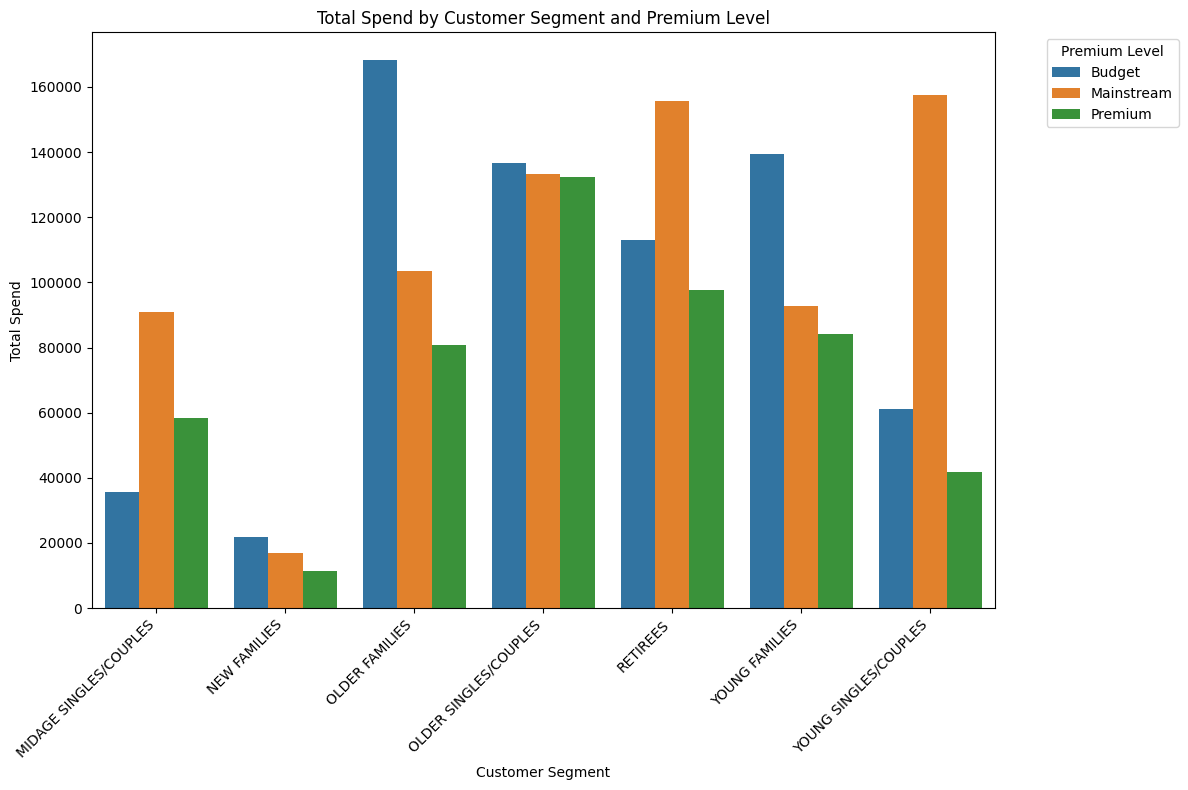 Total Spend by Customer Segment and Premium Level
Premium Level
Budget
Mainstream
Premium
Total Spend
160000
140000
120000
100000
80000
60000
40000
20000
0
MIDAGE SINGLES/COUPLES
NEW FAMILIES
OLDER FAMILIES
OLDER SINGLES/COUPLES
RETIREES
YOUNG FAMILIES
YOUNG SINGLES/COUPLES
Customer Segment